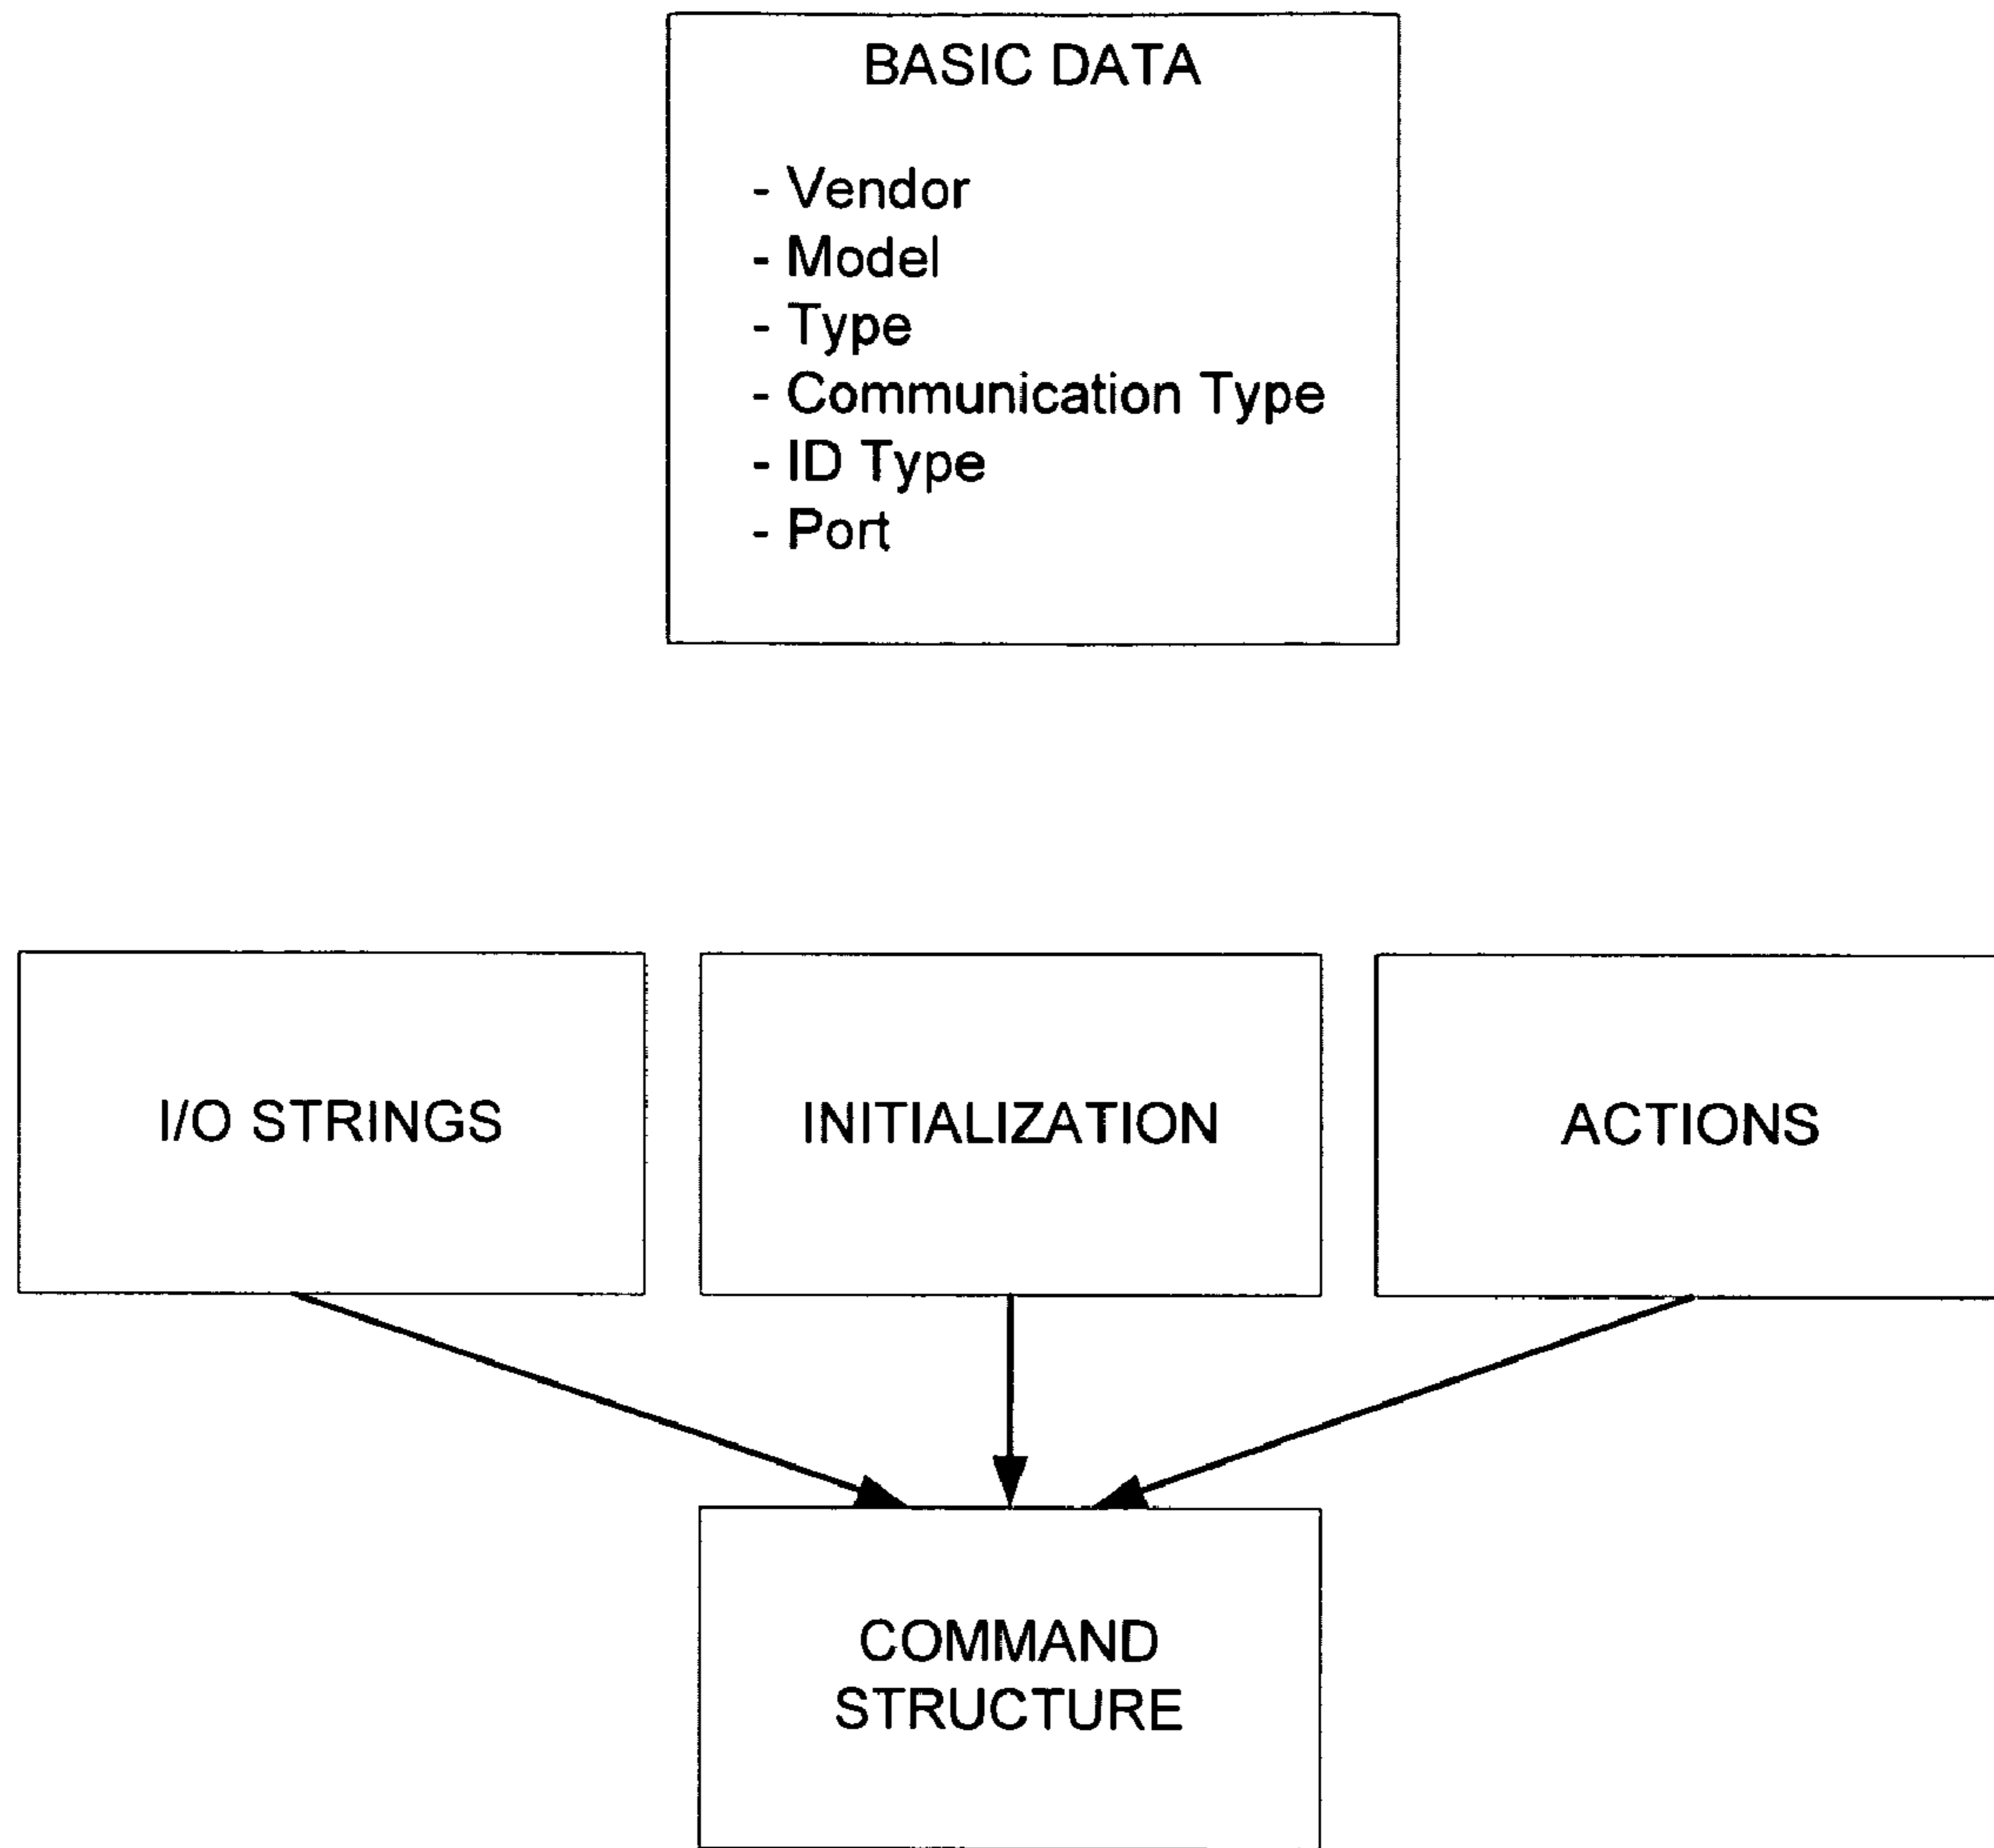 BASIC DATA
- Vendor
- Model
- Type
- Communication Type
- ID Type
- Port
I/O STRINGS
INITIALIZATION
ACTIONS
COMMAND
STRUCTURE